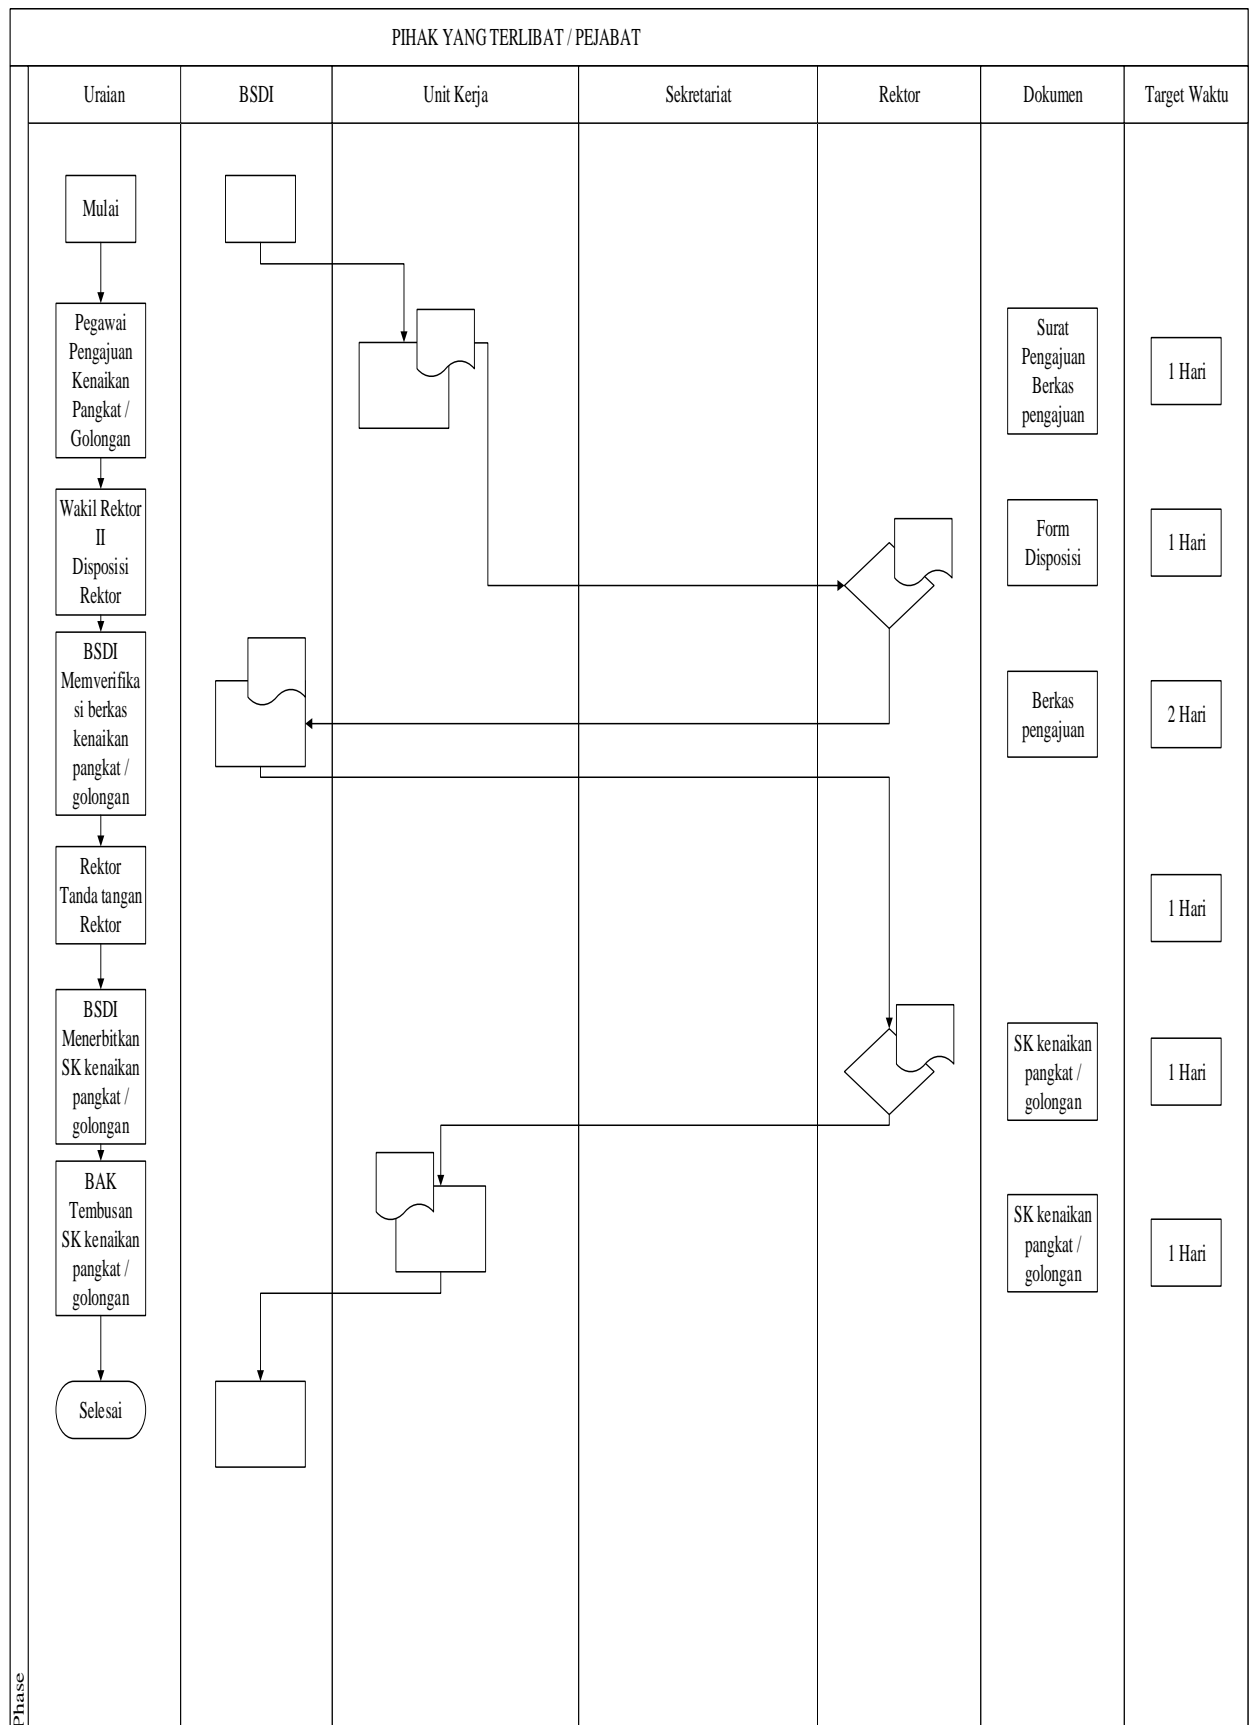 PIHAK YANG TERLIBAT / PEJABAT
Uraian
BSDI
Unit Kerja
Sekretariat
Rektor
Dokumen
Target Waktu
Mulai
Pegawai
Pengajuan
Kenaikan
Pangkat /
Golongan
Surat
Pengajuan
Berkas
pengajuan
1 Hari
Wakil Rektor
II
Disposisi
Rektor
Form
Disposisi
1 Hari
BSDI
Memverifika
si berkas
kenaikan
pangkat /
golongan
Berkas
pengajuan
2 Hari
Rektor
Tanda tangan
Rektor
1 Hari
BSDI
Menerbitkan
SK kenaikan
pangkat /
golongan
SK kenaikan
pangkat /
golongan
1 Hari
BAK
Tembusan
SK kenaikan
pangkat /
golongan
SK kenaikan
pangkat /
golongan
1 Hari
Selesai
Phase